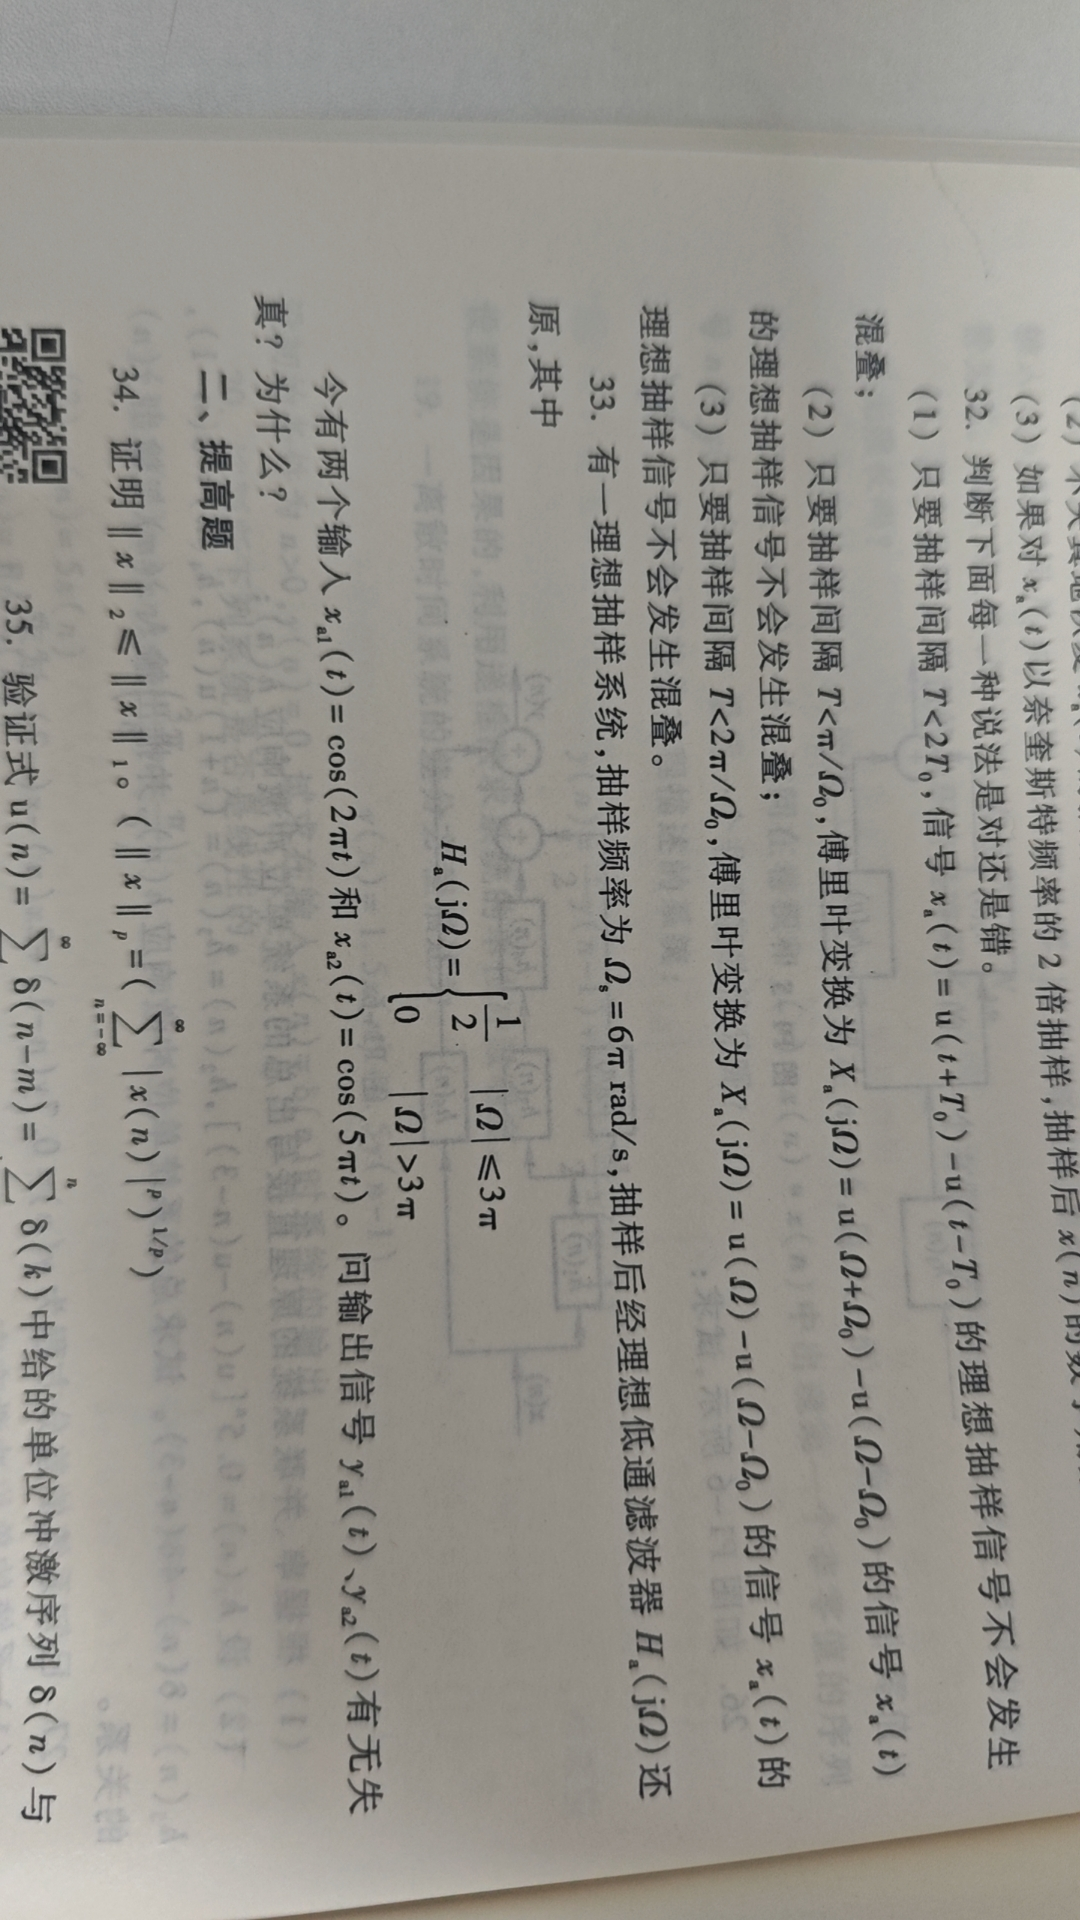 (3) 如果对 xₐ(t) 以奈奎斯特频率的 2 倍抽样,抽样后 x(n) 的数字
32. 判断下面每一种说法是对还是错。
(1) 只要抽样间隔 T<2T₀,信号 xₐ(t)=u(t+T₀)-u(t-T₀)的理想抽样信号不会发生
混叠;
(2) 只要抽样间隔 T<π/Ω₀,傅里叶变换为 Xₐ(jΩ)=u(Ω+Ω₀)-u(Ω-Ω₀)的信号 xₐ(t)
的理想抽样信号不会发生混叠;
(3) 只要抽样间隔 T<2π/Ω₀,傅里叶变换为 Xₐ(jΩ)=u(Ω)-u(Ω-Ω₀)的信号 xₐ(t)的
理想抽样信号不会发生混叠。
33. 有一理想抽样系统,抽样频率为 Ωₛ=6π rad/s,抽样后经理想低通滤波器 Hₐ(jΩ)还
原,其中
Hₐ(jΩ)={ 1/2 |Ω|≤3π
0 |Ω|>3π
今有两个输入 xₐ₁(t)=cos(2πt)和 xₐ₂(t)=cos(5πt)。问输出信号 yₐ₁(t)、yₐ₂(t)有无失
真?为什么?
二、提高题
34. 证明‖x‖₂≤‖x‖₁。(‖x‖ₚ=(∑_{n=-∞}^{∞}|x(n)|ᵖ)^{1/p})
35. 验证式 u(n)=∑^{∞}δ(n-m)=∑^{n}δ(k)中给的单位冲激序列 δ(n)与